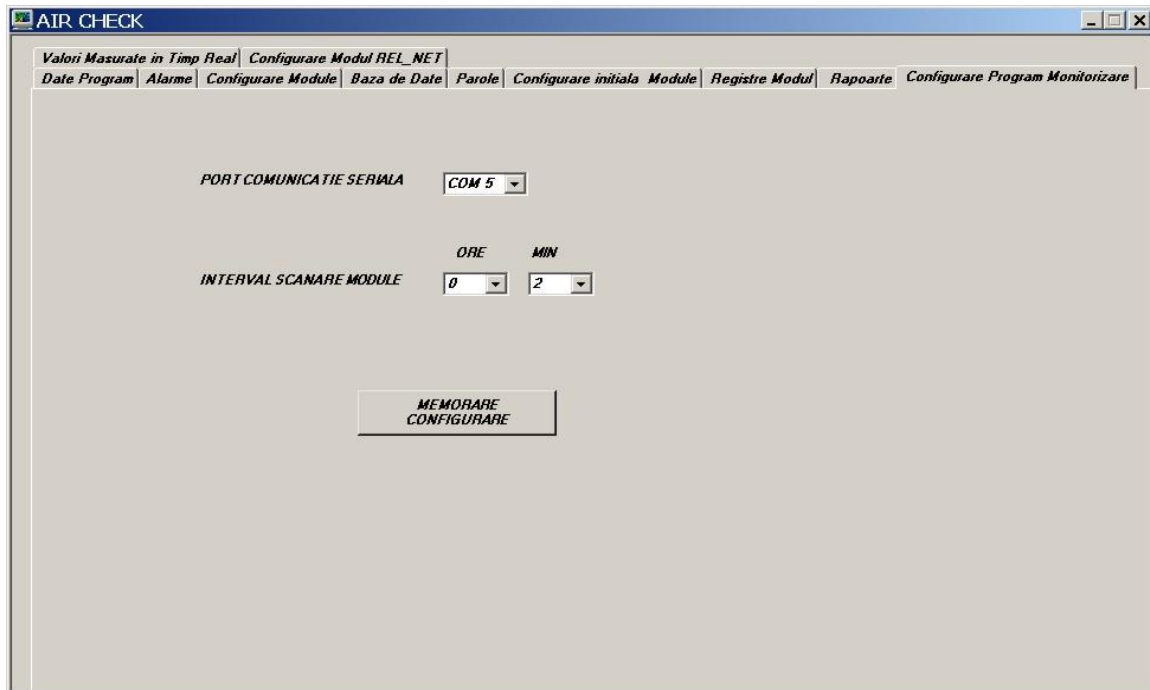 AIR CHECK
Valori Masurate in Timp Real Configurare Modul REL_NET
Date Program Alarme Configurare Module Baza de Date Parole Configurare initiala Module Registre Modul Rapoarte Configurare Program Monitorizare
PORT COMUNICATIE SERIALA COM 5
ORE MIN
INTERVAL SCANARE MODULE 0 2
MEMORARE
CONFIGURARE